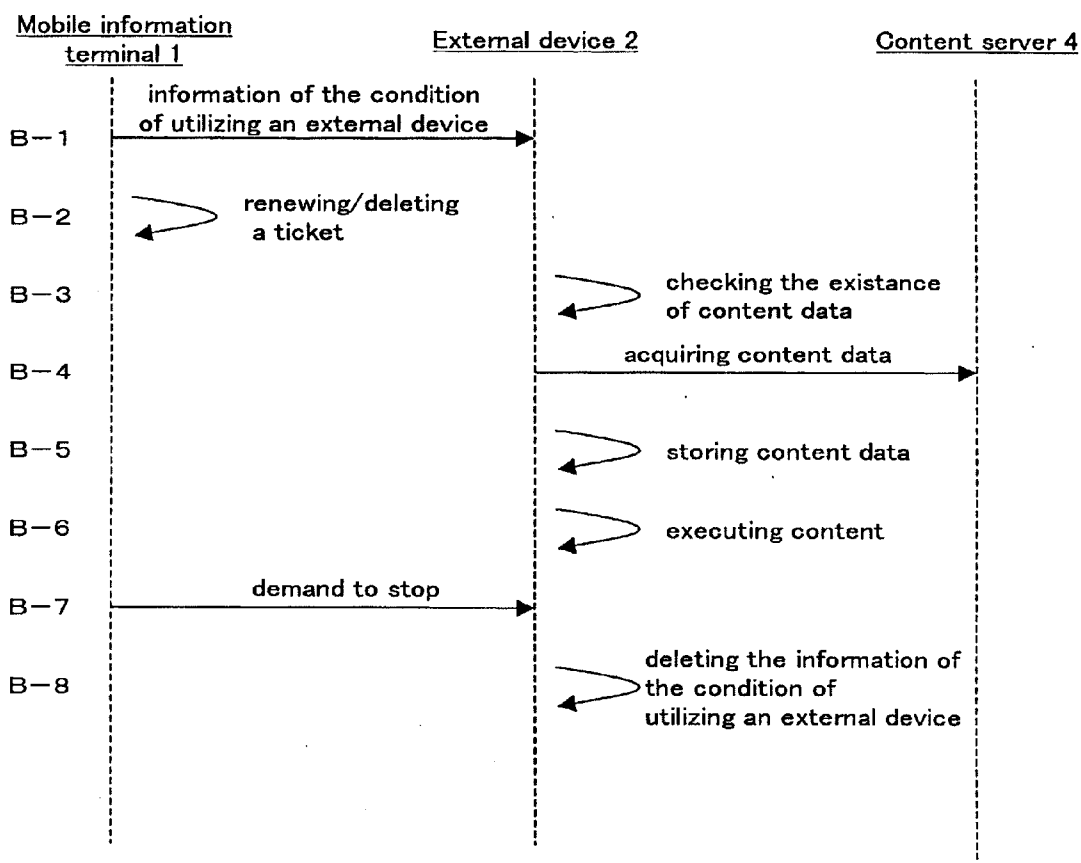 Mobile information
terminal 1
External device 2
Content server 4
information of the condition
of utilizing an external device
B-1
B-2
renewing/deleting
a ticket
B-3
checking the existance
of content data
B-4
acquiring content data
B-5
storing content data
B-6
executing content
B-7
demand to stop
B-8
deleting the information of
the condition of
utilizing an external device